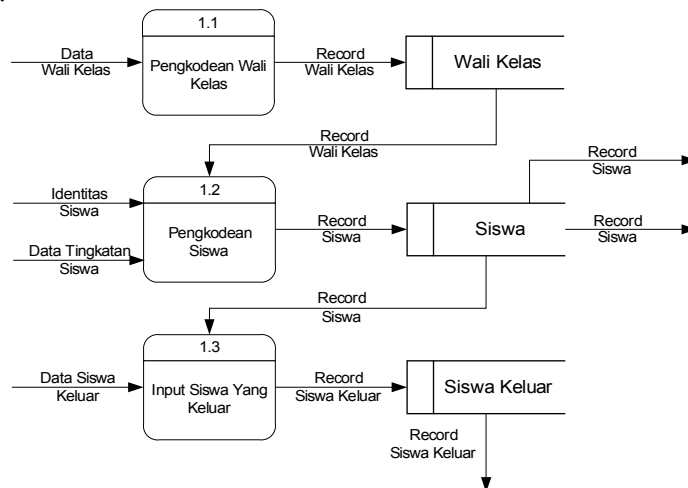 1.1
Data
Wali Kelas
Pengkodean Wali
Kelas
Record
Wali Kelas
Wali Kelas
Record
Wali Kelas
Record
Siswa
1.2
Identitas
Siswa
Pengkodean
Siswa
Record
Siswa
Siswa
Record
Siswa
Data Tingkatan
Siswa
Record
Siswa
1.3
Data Siswa
Keluar
Input Siswa Yang
Keluar
Record
Siswa Keluar
Siswa Keluar
Record
Siswa Keluar